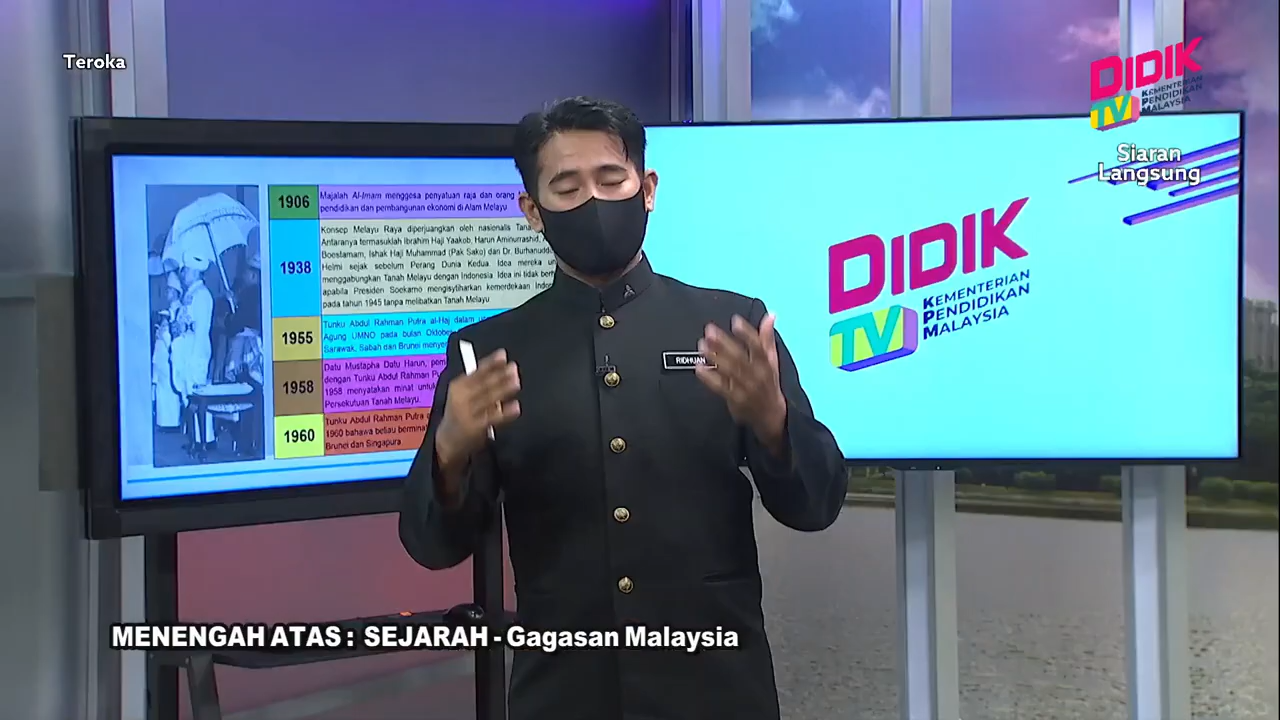 Teroka
DIDIK
TV
KEMENTERIAN
PENDIDIKAN
MALAYSIA
Siaran
Langsung
1906
Majalah Al-Imam menggesa penyatuan raja dan orang
pendidikan dan pembangunan ekonomi di Alam Melayu
1938
Konsep Melayu Raya diperjuangkan oleh nasionalis
Antaranya termasuklah Ibrahim Haji Yaakob, Harun Aminurrashid,
Boestamam, Ishak Haji Muhammad (Pak Sako) dan Dr.
Helmi sejak sebelum Perang Dunia Kedua. Idea mereka
menggabungkan Tanah Melayu dengan Indonesia. Idea ini tidak
apabila Presiden Soekarno mengisytiharkan kemerdekaan
pada tahun 1945 tanpa melibatkan Tanah Melayu
1955
Tunku Abdul Rahman Putra al-Haj dalam
Agung UMNO pada bulan
Sarawak, Sabah dan Brunei
1958
Datu Mustapha Datu Harun,
dengan Tunku Abdul Rahman
1958 menyatakan minat
Persekutuan Tanah Melayu.
1960
Tunku Abdul Rahman Putra
1960 bahawa beliau
Brunei dan Singapura
DIDIK
TV
KEMENTERIAN
PENDIDIKAN
MALAYSIA
RIDHUAN
MENENGAH ATAS : SEJARAH - Gagasan Malaysia